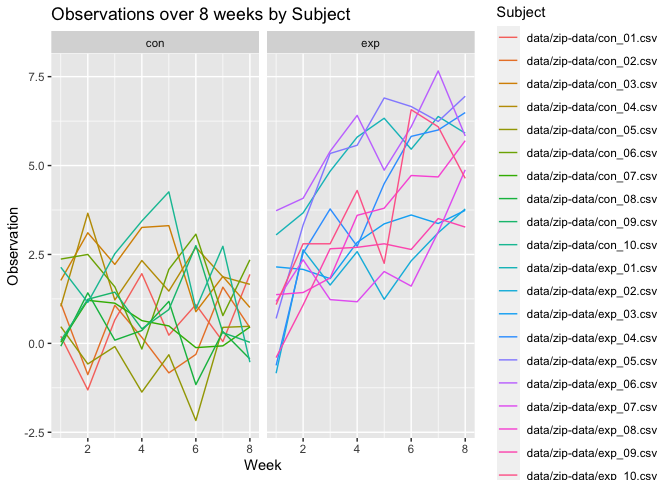 Observations over 8 weeks by Subject
con
exp
7.5
5.0
2.5
0.0
-2.5
Observation
2
4
6
8
2
4
6
8
Week
Subject
data/zip-data/con_01.csv
data/zip-data/con_02.csv
data/zip-data/con_03.csv
data/zip-data/con_04.csv
data/zip-data/con_05.csv
data/zip-data/con_06.csv
data/zip-data/con_07.csv
data/zip-data/con_08.csv
data/zip-data/con_09.csv
data/zip-data/con_10.csv
data/zip-data/exp_01.csv
data/zip-data/exp_02.csv
data/zip-data/exp_03.csv
data/zip-data/exp_04.csv
data/zip-data/exp_05.csv
data/zip-data/exp_06.csv
data/zip-data/exp_07.csv
data/zip-data/exp_08.csv
data/zip-data/exp_09.csv
data/zip-data/exp_10.csv